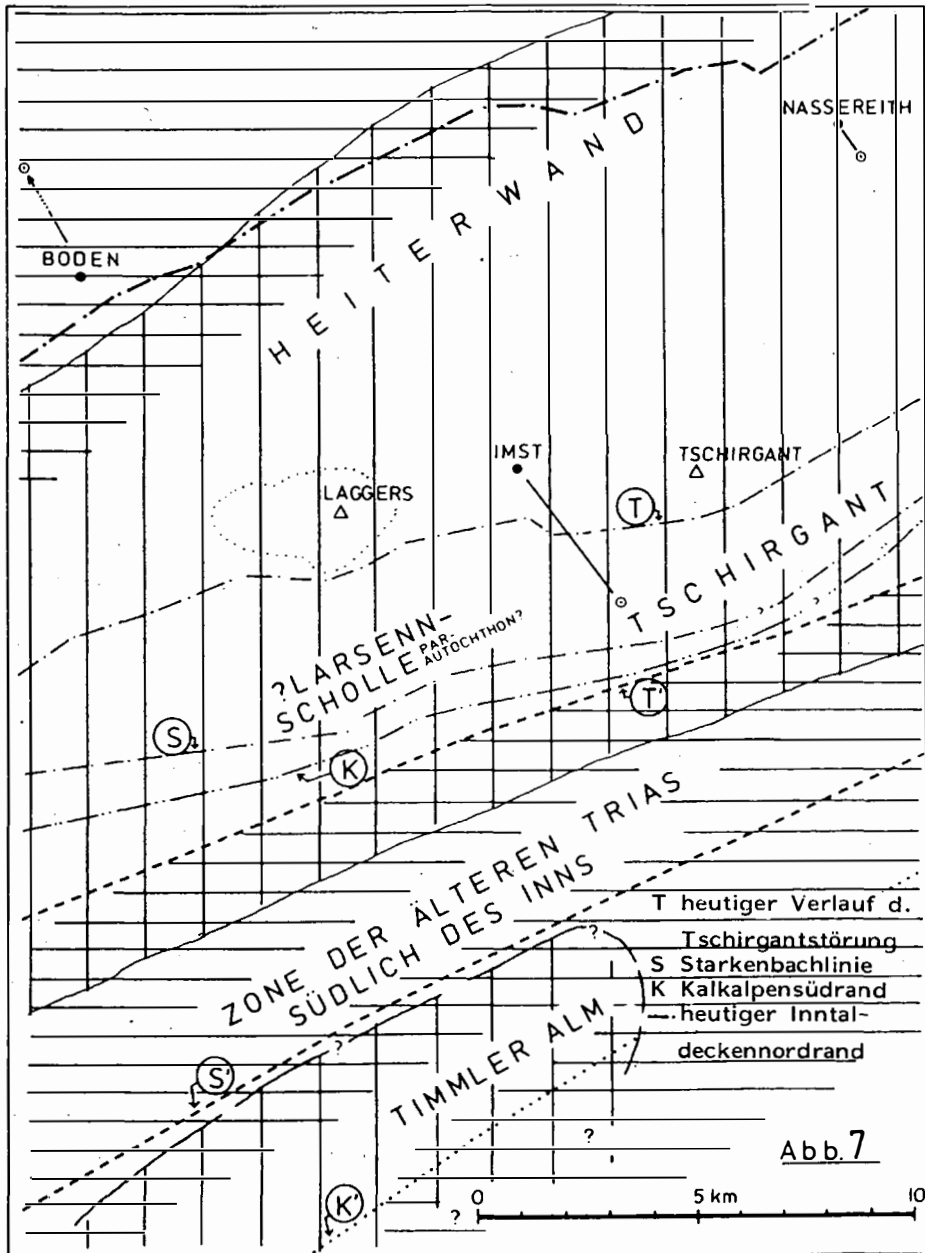 NASSEREITH
HEITERWAND
BODEN
IMST
TSCHIRGANT
LAGGERS
T
TSCHIRGANT
?
?LARSENN-
SCHOLLE PAR-
AUTOCHTHON?
?
T'
S
K
ZONE DER ÄLTEREN TRIAS
SÜDLICH DES INNS
T heutiger Verlauf d.
Tschirgantstörung
S Starkenbachlinie
K Kalkalpensüdrand
heutiger Inntal-
deckennordrand
?
?
S'
TIMMLER ALM
?
Abb. 7
K'
?
0 5 km 10